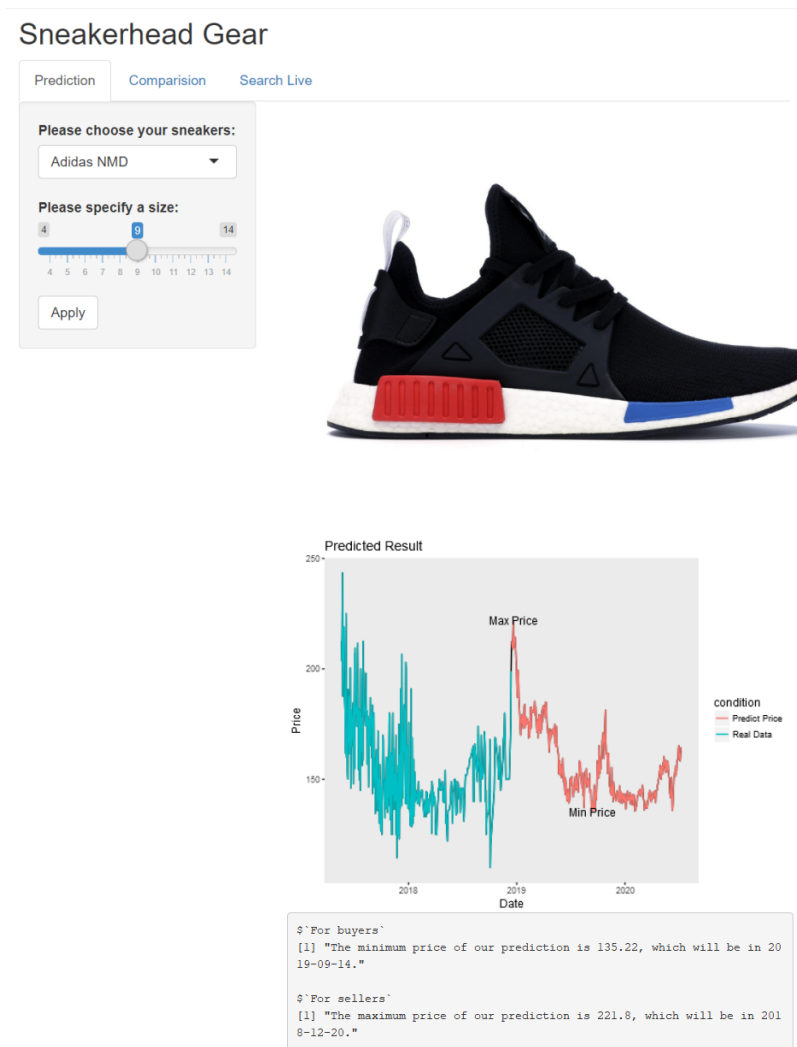 Sneakerhead Gear
Prediction Comparision Search Live
Please choose your sneakers:
Adidas NMD
Please specify a size:
4 9 14
4 5 6 7 8 9 10 11 12 13 14
Apply
Predicted Result
250
Max Price
200
Price
condition
Predict Price
Real Data
150
Min Price
2018 2019 2020
Date
$`For buyers`
[1] "The minimum price of our prediction is 135.22, which will be in 20
19-09-14."
$`For sellers`
[1] "The maximum price of our prediction is 221.8, which will be in 201
8-12-20."